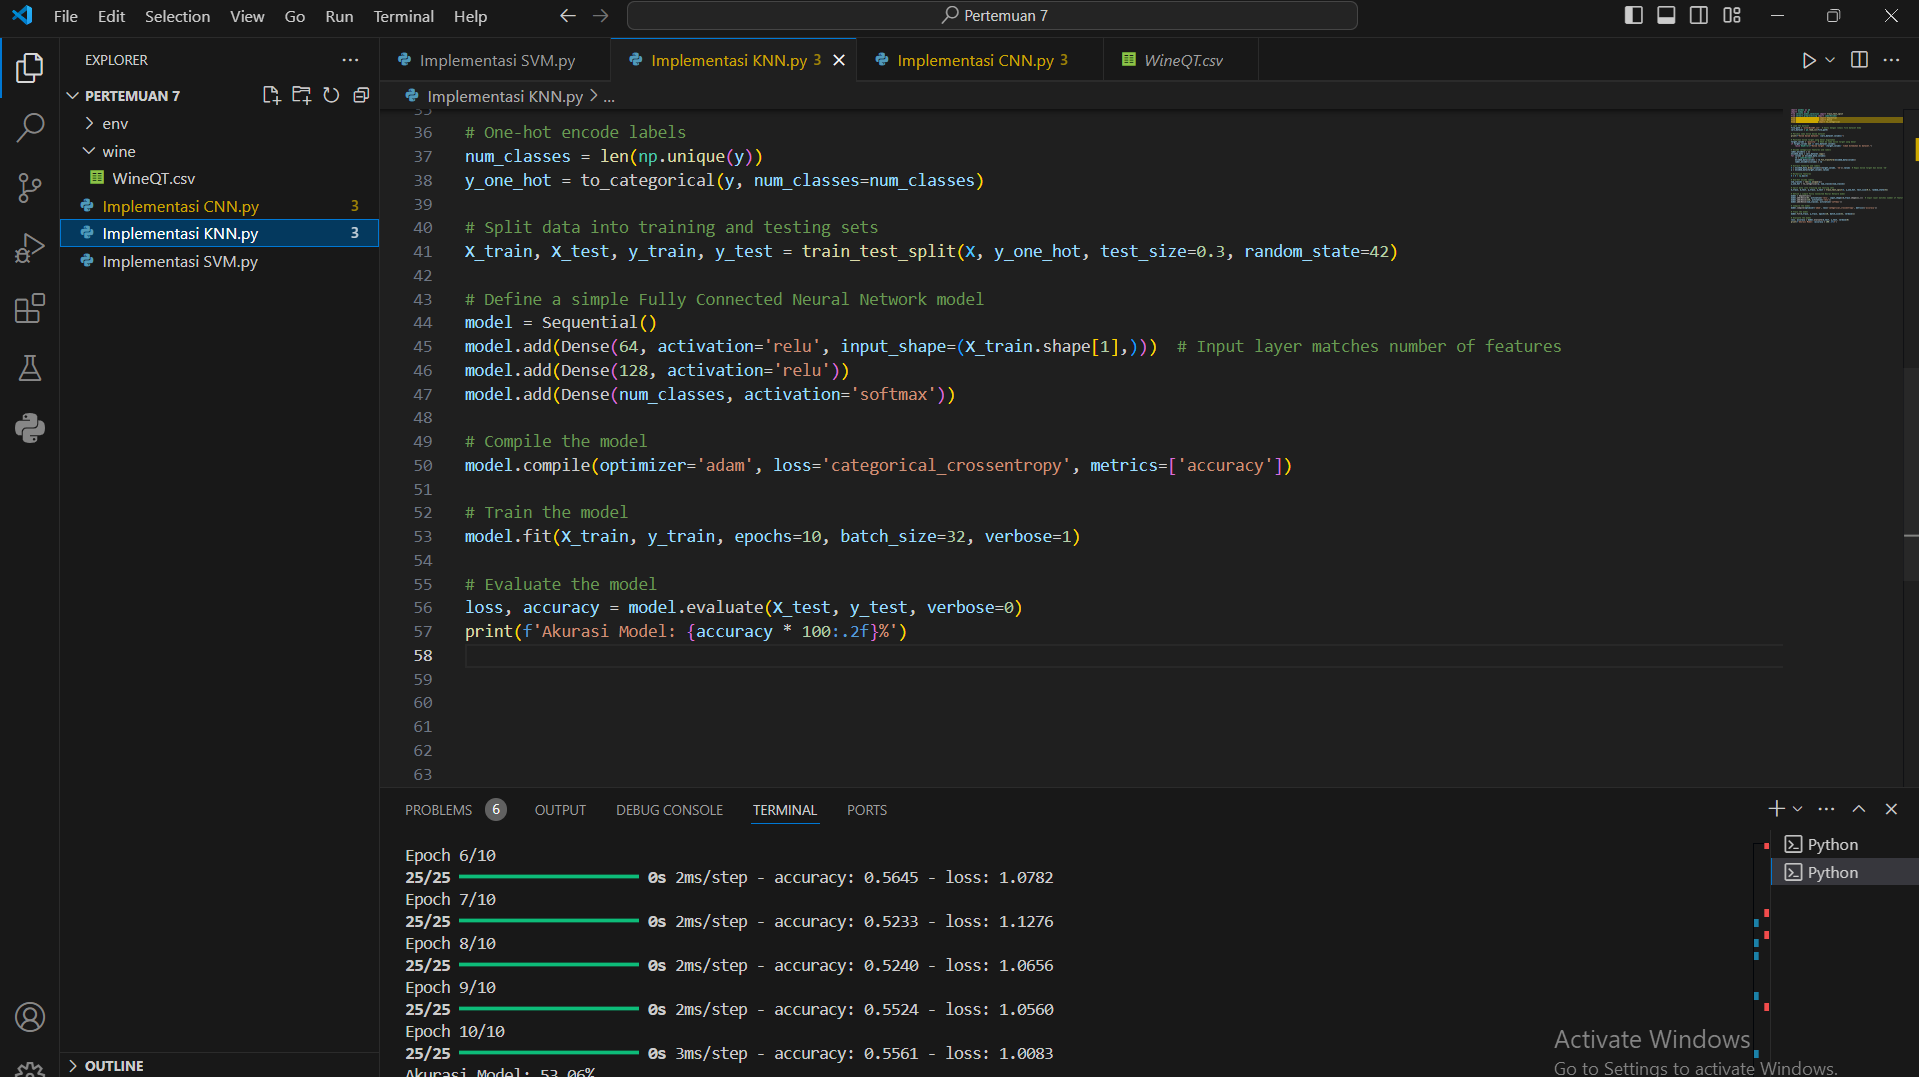 File Edit Selection View Go Run Terminal Help
Pertemuan 7
EXPLORER
PERTEMUAN 7
env
wine
WineQT.csv
Implementasi CNN.py 3
Implementasi KNN.py 3
Implementasi SVM.py
OUTLINE
Implementasi SVM.py Implementasi KNN.py 3 Implementasi CNN.py 3 WineQT.csv
Implementasi KNN.py > ...
35
36 # One-hot encode labels
37 num_classes = len(np.unique(y))
38 y_one_hot = to_categorical(y, num_classes=num_classes)
39
40 # Split data into training and testing sets
41 X_train, X_test, y_train, y_test = train_test_split(X, y_one_hot, test_size=0.3, random_state=42)
42
43 # Define a simple Fully Connected Neural Network model
44 model = Sequential()
45 model.add(Dense(64, activation='relu', input_shape=(X_train.shape[1],))) # Input layer matches number of features
46 model.add(Dense(128, activation='relu'))
47 model.add(Dense(num_classes, activation='softmax'))
48
49 # Compile the model
50 model.compile(optimizer='adam', loss='categorical_crossentropy', metrics=['accuracy'])
51
52 # Train the model
53 model.fit(X_train, y_train, epochs=10, batch_size=32, verbose=1)
54
55 # Evaluate the model
56 loss, accuracy = model.evaluate(X_test, y_test, verbose=0)
57 print(f'Akurasi Model: {accuracy * 100:.2f}%')
58
59
60
61
62
63
PROBLEMS 6 OUTPUT DEBUG CONSOLE TERMINAL PORTS
Epoch 6/10
25/25 0s 2ms/step - accuracy: 0.5645 - loss: 1.0782
Epoch 7/10
25/25 0s 2ms/step - accuracy: 0.5233 - loss: 1.1276
Epoch 8/10
25/25 0s 2ms/step - accuracy: 0.5240 - loss: 1.0656
Epoch 9/10
25/25 0s 2ms/step - accuracy: 0.5524 - loss: 1.0560
Epoch 10/10
25/25 0s 3ms/step - accuracy: 0.5561 - loss: 1.0083
Akurasi Model: 53.06%
Python
Python
Activate Windows
Go to Settings to activate Windows.